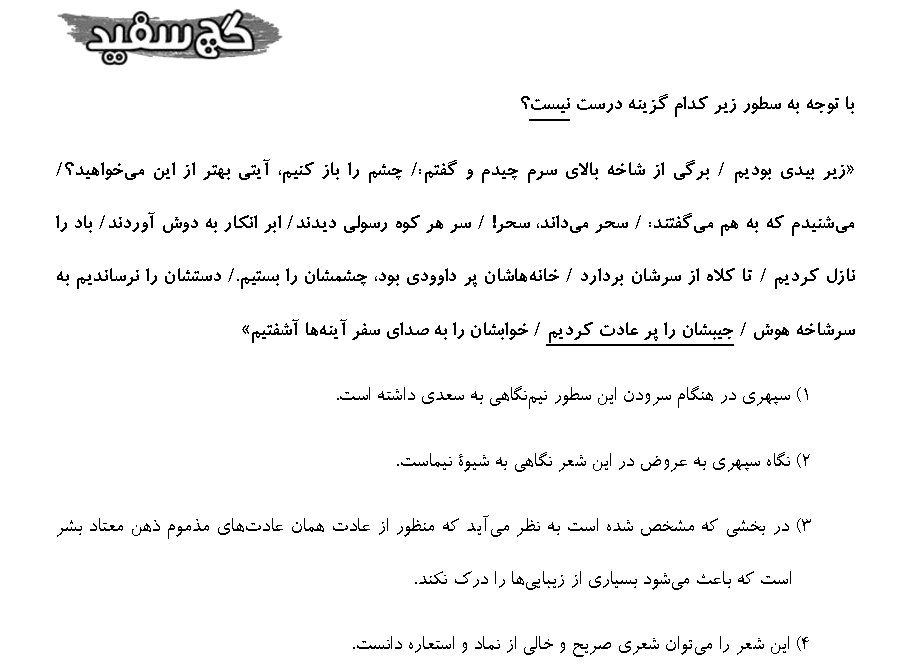 گچ سفید
با توجه به سطور زیر کدام گزینه درست نیست؟
«زیر بیدی بودیم / برگی از شاخه بالای سرم چیدم و گفتم:/ چشم را باز کنیم، آیتی بهتر از این می‌خواهید؟/
می‌شنیدم که به هم می‌گفتند: / سحر می‌داند، سحر! / سر هر کوه رسولی دیدند/ ابر انکار به دوش آوردند/ باد را
نازل کردیم / تا کلاه از سرشان بردارد / خانه‌هاشان پر داوودی بود، چشمشان را بستیم./ دستشان را نرساندیم به
سرشاخه هوش / جیبشان را پر عادت کردیم / خوابشان را به صدای سفر آینه‌ها آشفتیم»
۱) سپهری در هنگام سرودن این سطور نیم‌نگاهی به سعدی داشته است.
۲) نگاه سپهری به عروض در این شعر نگاهی به شیوۀ نیماست.
۳) در بخشی که مشخص شده است به نظر می‌آید که منظور از عادت همان عادت‌های مذموم ذهن معتاد بشر
است که باعث می‌شود بسیاری از زیبایی‌ها را درک نکند.
۴) این شعر را می‌توان شعری صریح و خالی از نماد و استعاره دانست.